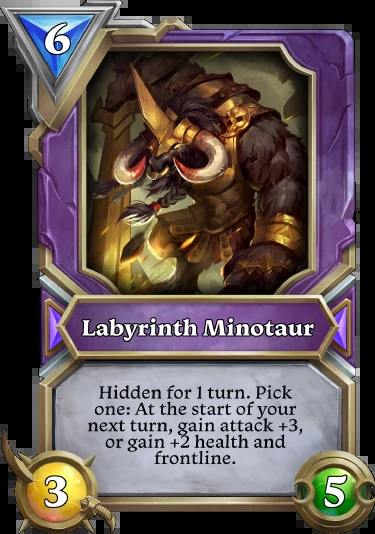 6
Labyrinth Minotaur
Hidden for 1 turn. Pick
one: At the start of your
next turn, gain attack +3,
or gain +2 health and
frontline.
3
5